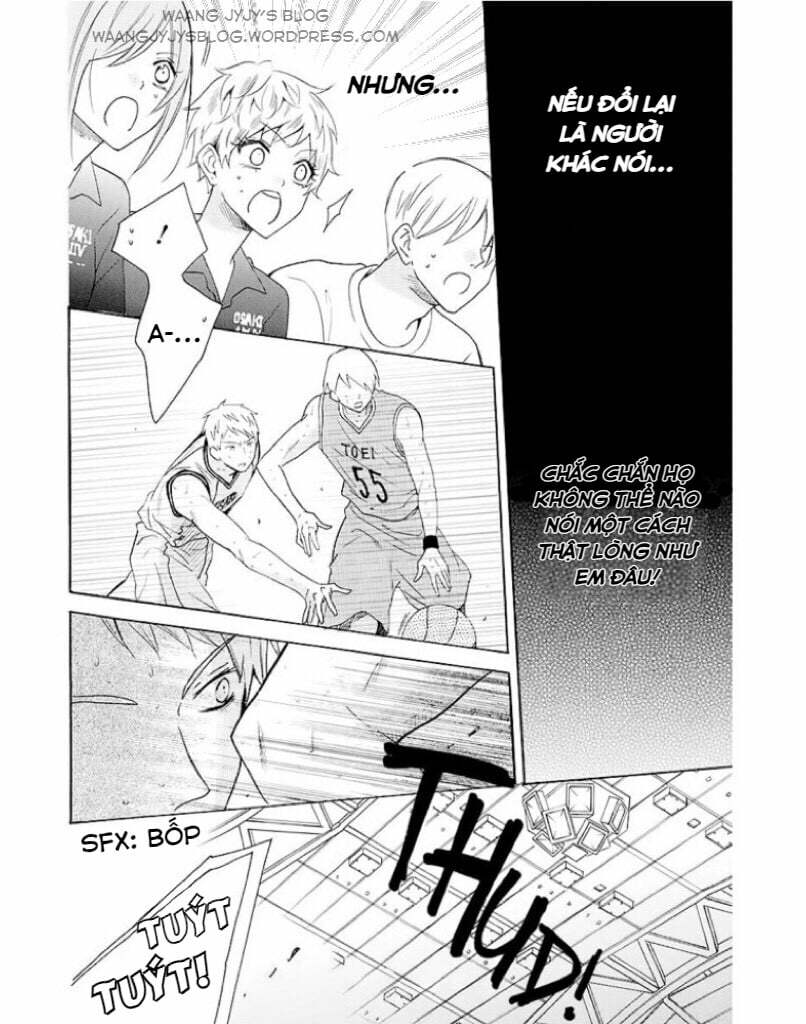 WAANG JYJY'S BLOG
WAANGJYJYSBLOG.WORDPRESS.COM
NẾU ĐỔI LẠI
LÀ NGƯỜI
KHÁC NÓI...
CHẮC CHẮN HỌ
KHÔNG THỂ NÀO
NÓI MỘT CÁCH
THẬT LÒNG NHƯ
EM ĐÂU!
NHƯNG...
!
A-...
OSAKI
TOEI
55
THUD!
SFX: BỐP
TUÝT
TUÝT!